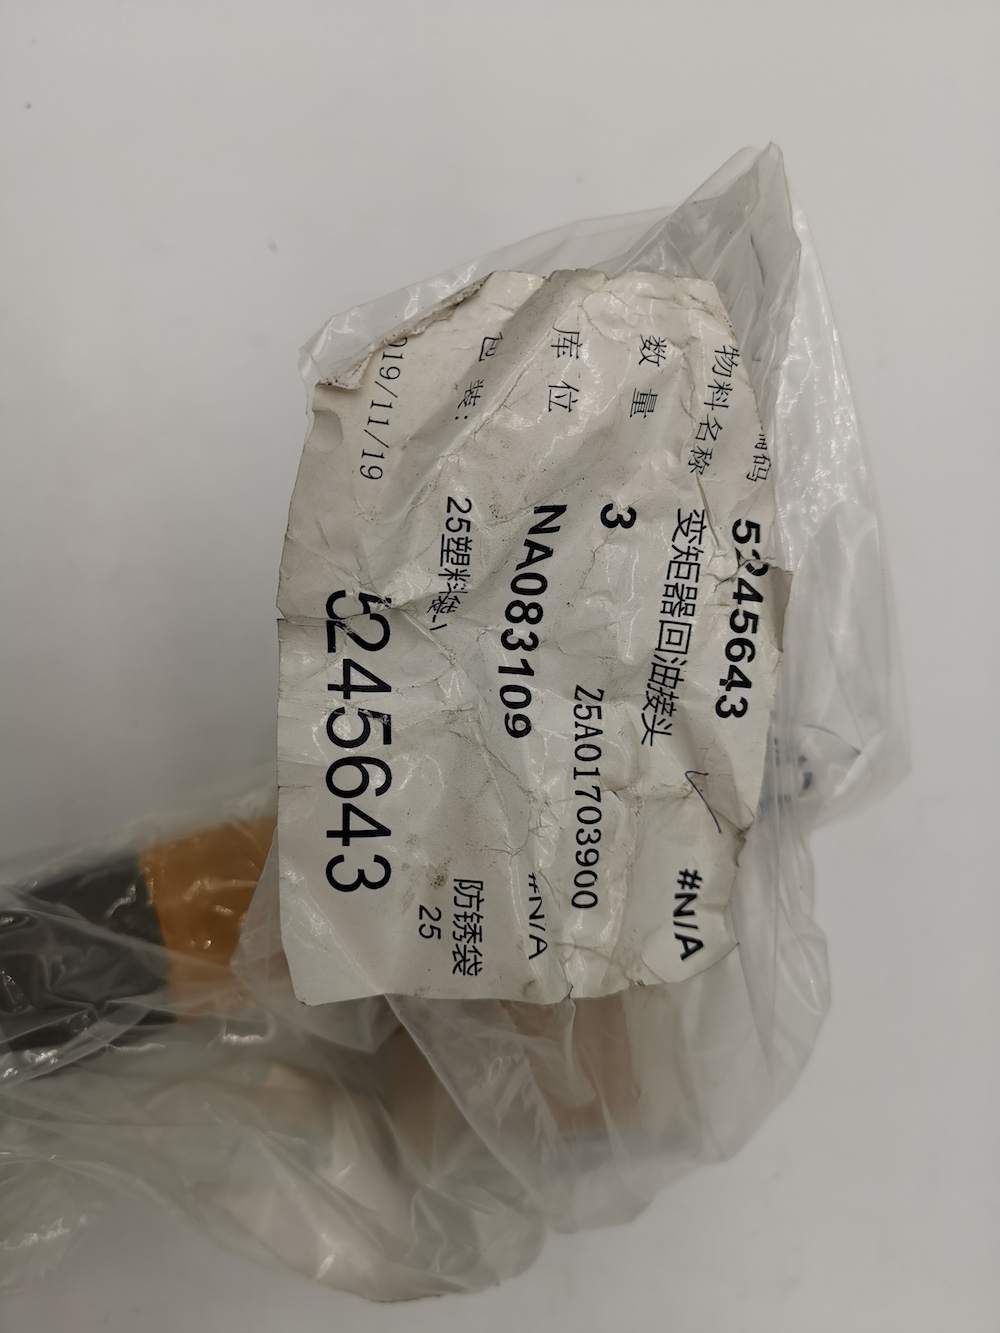 码 5245643
物料名称 变矩器回油接头 #N/A
数量 3 Z5A01703900
库位 NA083109 #N/A
包装: 25塑料袋、 防锈袋 25
019/11/19 5245643